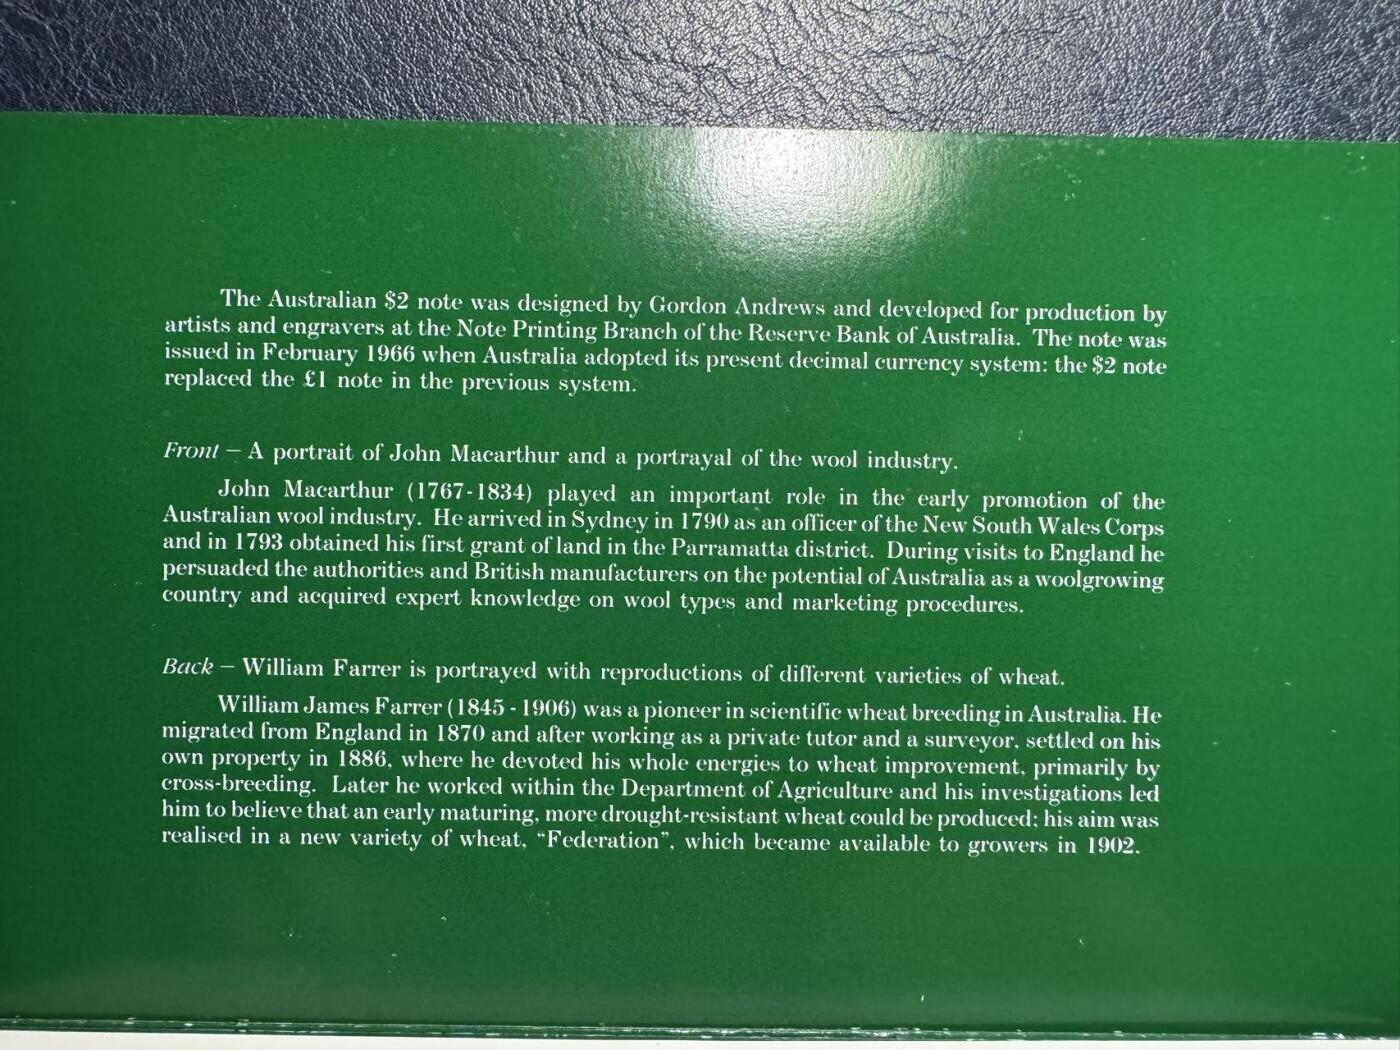 The Australian $2 note was designed by Gordon Andrews and developed for production by
artists and engravers at the Note Printing Branch of the Reserve Bank of Australia. The note was
issued in February 1966 when Australia adopted its present decimal currency system: the $2 note
replaced the £1 note in the previous system.
Front – A portrait of John Macarthur and a portrayal of the wool industry.
John Macarthur (1767-1834) played an important role in the early promotion of the
Australian wool industry. He arrived in Sydney in 1790 as an officer of the New South Wales Corps
and in 1793 obtained his first grant of land in the Parramatta district. During visits to England he
persuaded the authorities and British manufacturers on the potential of Australia as a woolgrowing
country and acquired expert knowledge on wool types and marketing procedures.
Back – William Farrer is portrayed with reproductions of different varieties of wheat.
William James Farrer (1845 - 1906) was a pioneer in scientific wheat breeding in Australia. He
migrated from England in 1870 and after working as a private tutor and a surveyor, settled on his
own property in 1886, where he devoted his whole energies to wheat improvement, primarily by
cross-breeding. Later he worked within the Department of Agriculture and his investigations led
him to believe that an early maturing, more drought-resistant wheat could be produced; his aim was
realised in a new variety of wheat, “Federation”, which became available to growers in 1902.